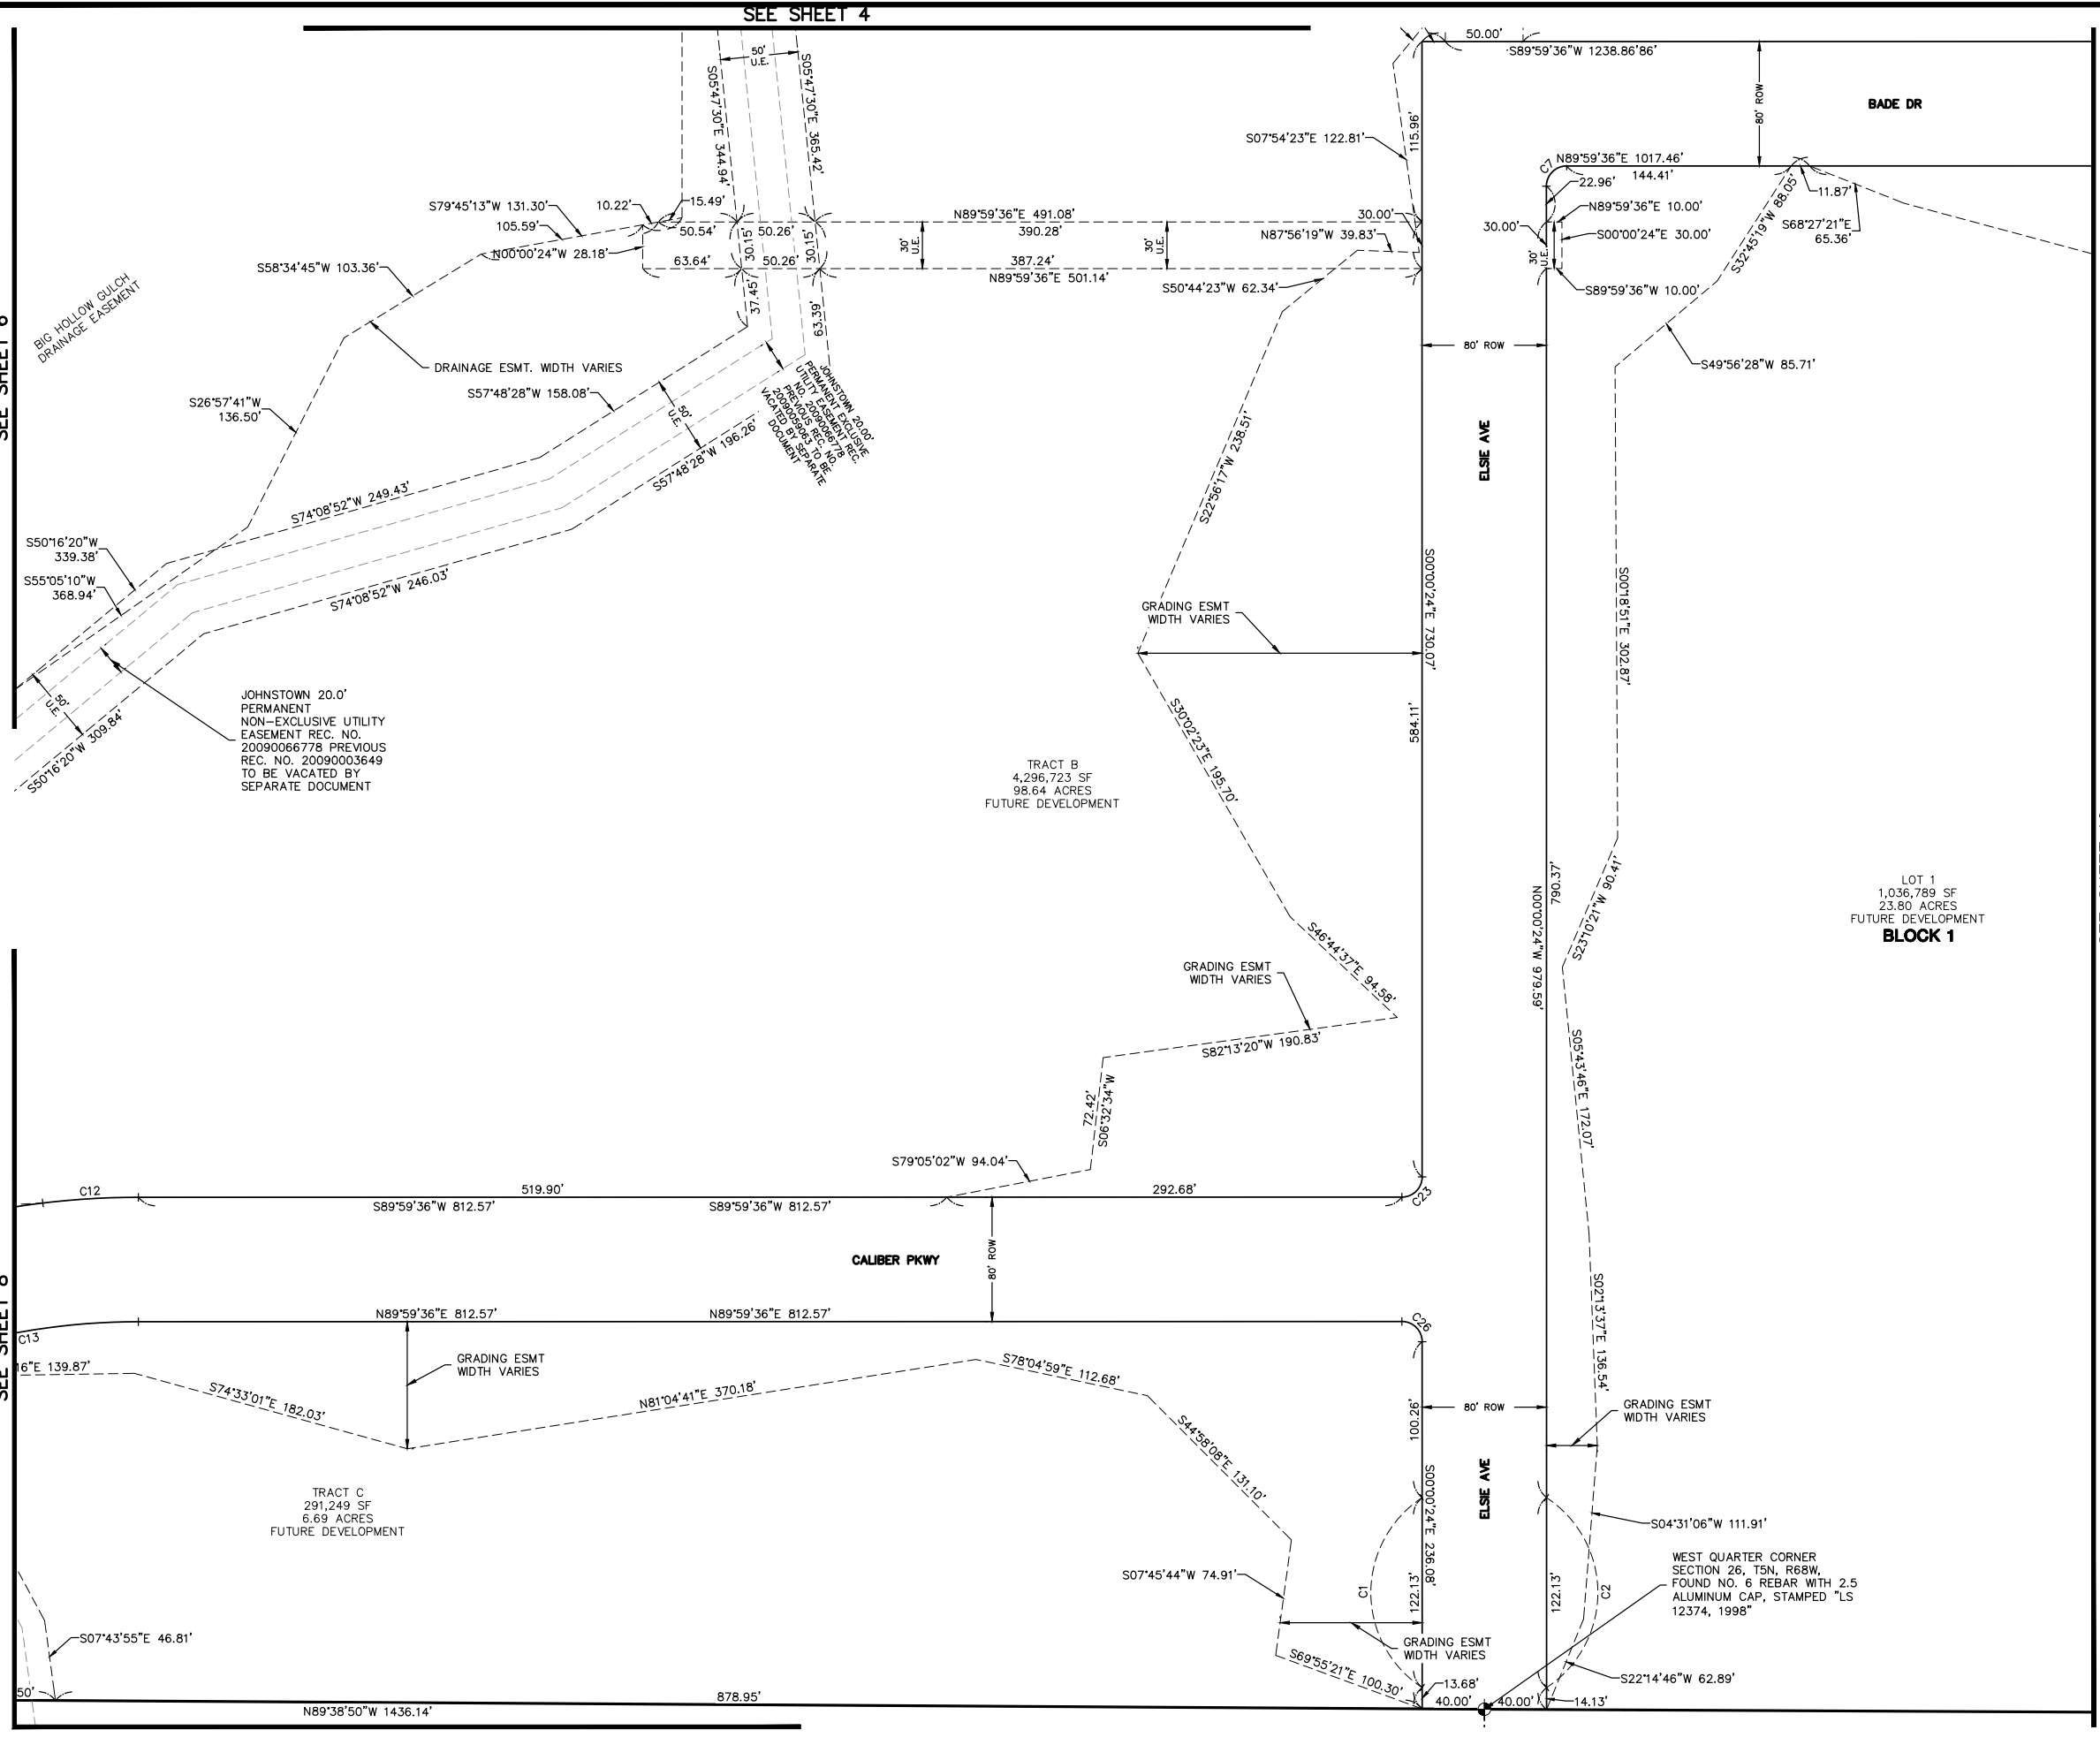 SEE SHEET 4
50.00'
S89°59'36"W 1238.86'86'
50'
U.E.
S05°47'30"E 344.94'
S05°47'30"E 365.42'
80' ROW
BADE DR
115.96'
S07°54'23"E 122.81'
C7
N89°59'36"E 1017.46'
144.41'
22.96'
11.87'
S79°45'13"W 131.30'
105.59'
10.22'
15.49'
N89°59'36"E 491.08'
30.00'
N89°59'36"E 10.00'
S68°27'21"E
65.36'
50.54'
50.26'
390.28'
N87°56'19"W 39.83'
30.00'
S00°00'24"E 30.00'
S32°45'19"W 88.05'
N00°00'24"W 28.18'
30.15'
30.15'
30'
U.E.
30'
U.E.
30'
U.E.
S58°34'45"W 103.36'
63.64'
50.26'
387.24'
N89°59'36"E 501.14'
S50°44'23"W 62.34'
S89°59'36"W 10.00'
BIG HOLLOW GULCH
DRAINAGE EASEMENT
37.45'
63.39'
80' ROW
SEE SHEET
DRAINAGE ESMT. WIDTH VARIES
S49°56'28"W 85.71'
S57°48'28"W 158.08'
S26°57'41"W
136.50'
50'
U.E.
JOHNSTOWN 20.00'
PERMANENT EXCLUSIVE
UTILITY EASEMENT REC.
NO. 20090066778
PREVIOUS REC. NO.
20090059063 TO BE
VACATED BY SEPARATE
DOCUMENT
S57°48'28"W 196.26'
S22°56'17"W 238.51'
ELSIE AVE
S74°08'52"W 249.43'
S50°16'20"W
339.38'
S55°05'10"W
368.94'
S74°08'52"W 246.03'
S00°00'24"E 730.07'
S00°18'51"E 302.87'
GRADING ESMT
WIDTH VARIES
50'
U.E.
S50°16'20"W 309.84'
JOHNSTOWN 20.0'
PERMANENT
NON-EXCLUSIVE UTILITY
EASEMENT REC. NO.
20090066778 PREVIOUS
REC. NO. 20090003649
TO BE VACATED BY
SEPARATE DOCUMENT
S30°02'23"E 195.70'
584.11'
TRACT B
4,296,723 SF
98.64 ACRES
FUTURE DEVELOPMENT
790.37'
N00°00'24"W 979.59'
S23°10'21"W 90.41'
LOT 1
1,036,789 SF
23.80 ACRES
FUTURE DEVELOPMENT
BLOCK 1
S46°44'37"E 94.58'
GRADING ESMT
WIDTH VARIES
S82°13'20"W 190.83'
S05°43'46"E 172.07'
72.42'
S06°32'34"W
S79°05'02"W 94.04'
C12
519.90'
292.68'
C23
S89°59'36"W 812.57'
S89°59'36"W 812.57'
CALIBER PKWY
80' ROW
SEE SHEET
C13
N89°59'36"E 812.57'
N89°59'36"E 812.57'
C26
S02°13'37"E 136.54'
16"E 139.87'
GRADING ESMT
WIDTH VARIES
S78°04'59"E 112.68'
S74°33'01"E 182.03'
N81°04'41"E 370.18'
100.26'
80' ROW
GRADING ESMT
WIDTH VARIES
S44°58'08"E 131.10'
ELSIE AVE
TRACT C
291,249 SF
6.69 ACRES
FUTURE DEVELOPMENT
S00°00'24"E 236.08'
S04°31'06"W 111.91'
S07°45'44"W 74.91'
C1
122.13'
122.13'
C2
WEST QUARTER CORNER
SECTION 26, T5N, R68W,
FOUND NO. 6 REBAR WITH 2.5
ALUMINUM CAP, STAMPED "LS
12374, 1998"
S07°43'55"E 46.81'
GRADING ESMT
WIDTH VARIES
S69°55'21"E 100.30'
S22°14'46"W 62.89'
50'
878.95'
13.68'
40.00'
40.00'
14.13'
N89°38'50"W 1436.14'